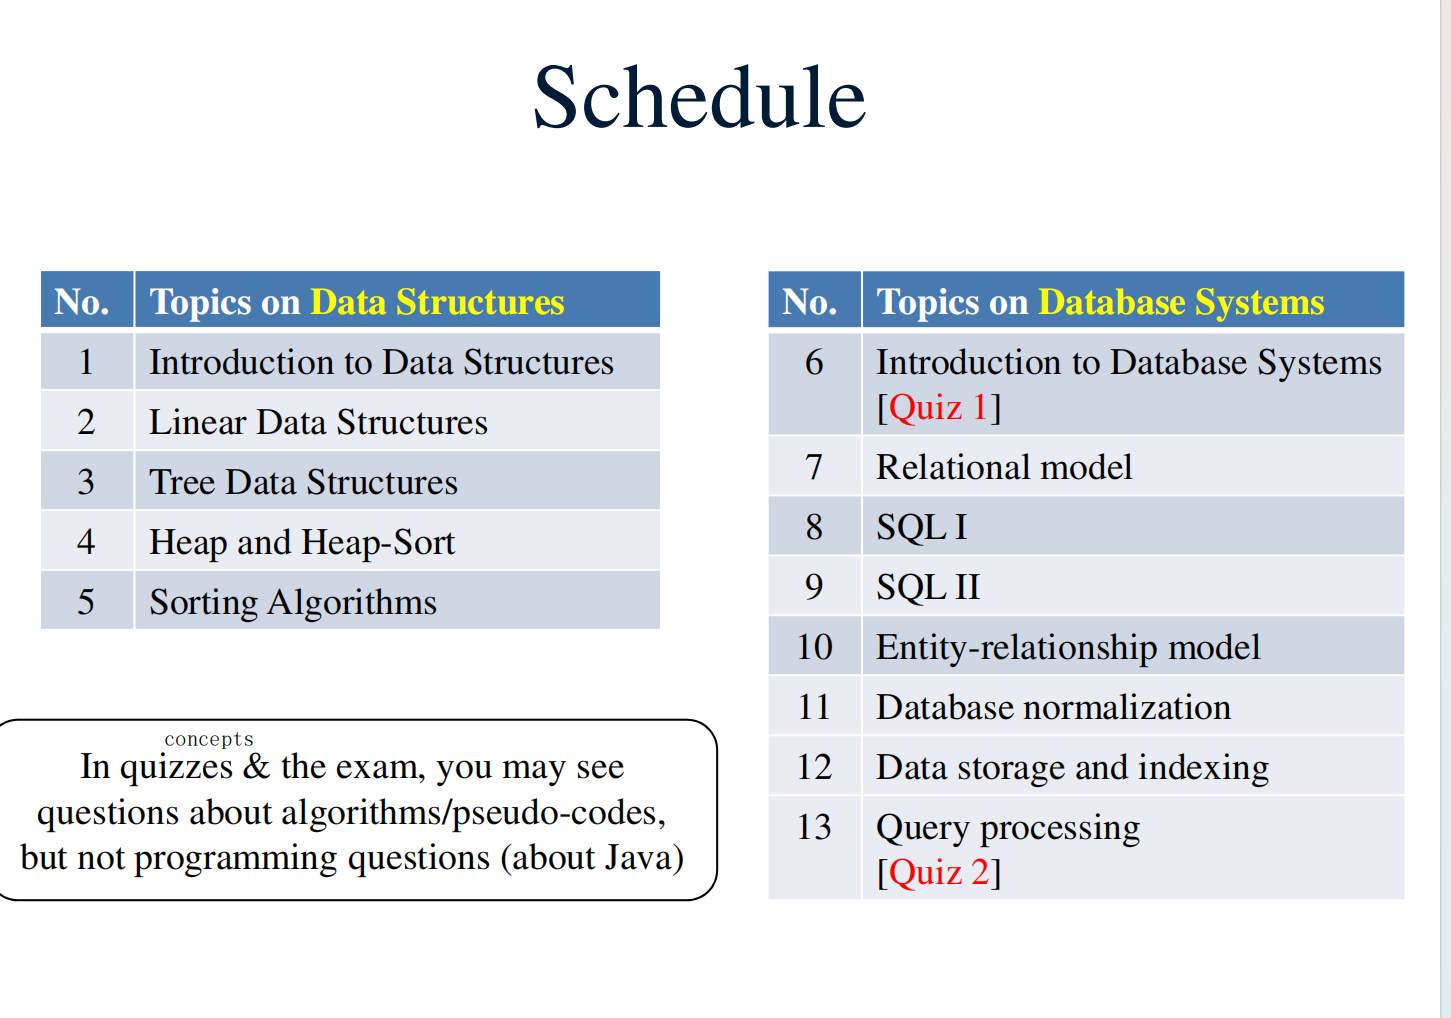 Schedule
No. Topics on Data Structures
1 Introduction to Data Structures
2 Linear Data Structures
3 Tree Data Structures
4 Heap and Heap-Sort
5 Sorting Algorithms
concepts
In quizzes & the exam, you may see
questions about algorithms/pseudo-codes,
but not programming questions (about Java)
No. Topics on Database Systems
6 Introduction to Database Systems
[Quiz 1]
7 Relational model
8 SQL I
9 SQL II
10 Entity-relationship model
11 Database normalization
12 Data storage and indexing
13 Query processing
[Quiz 2]